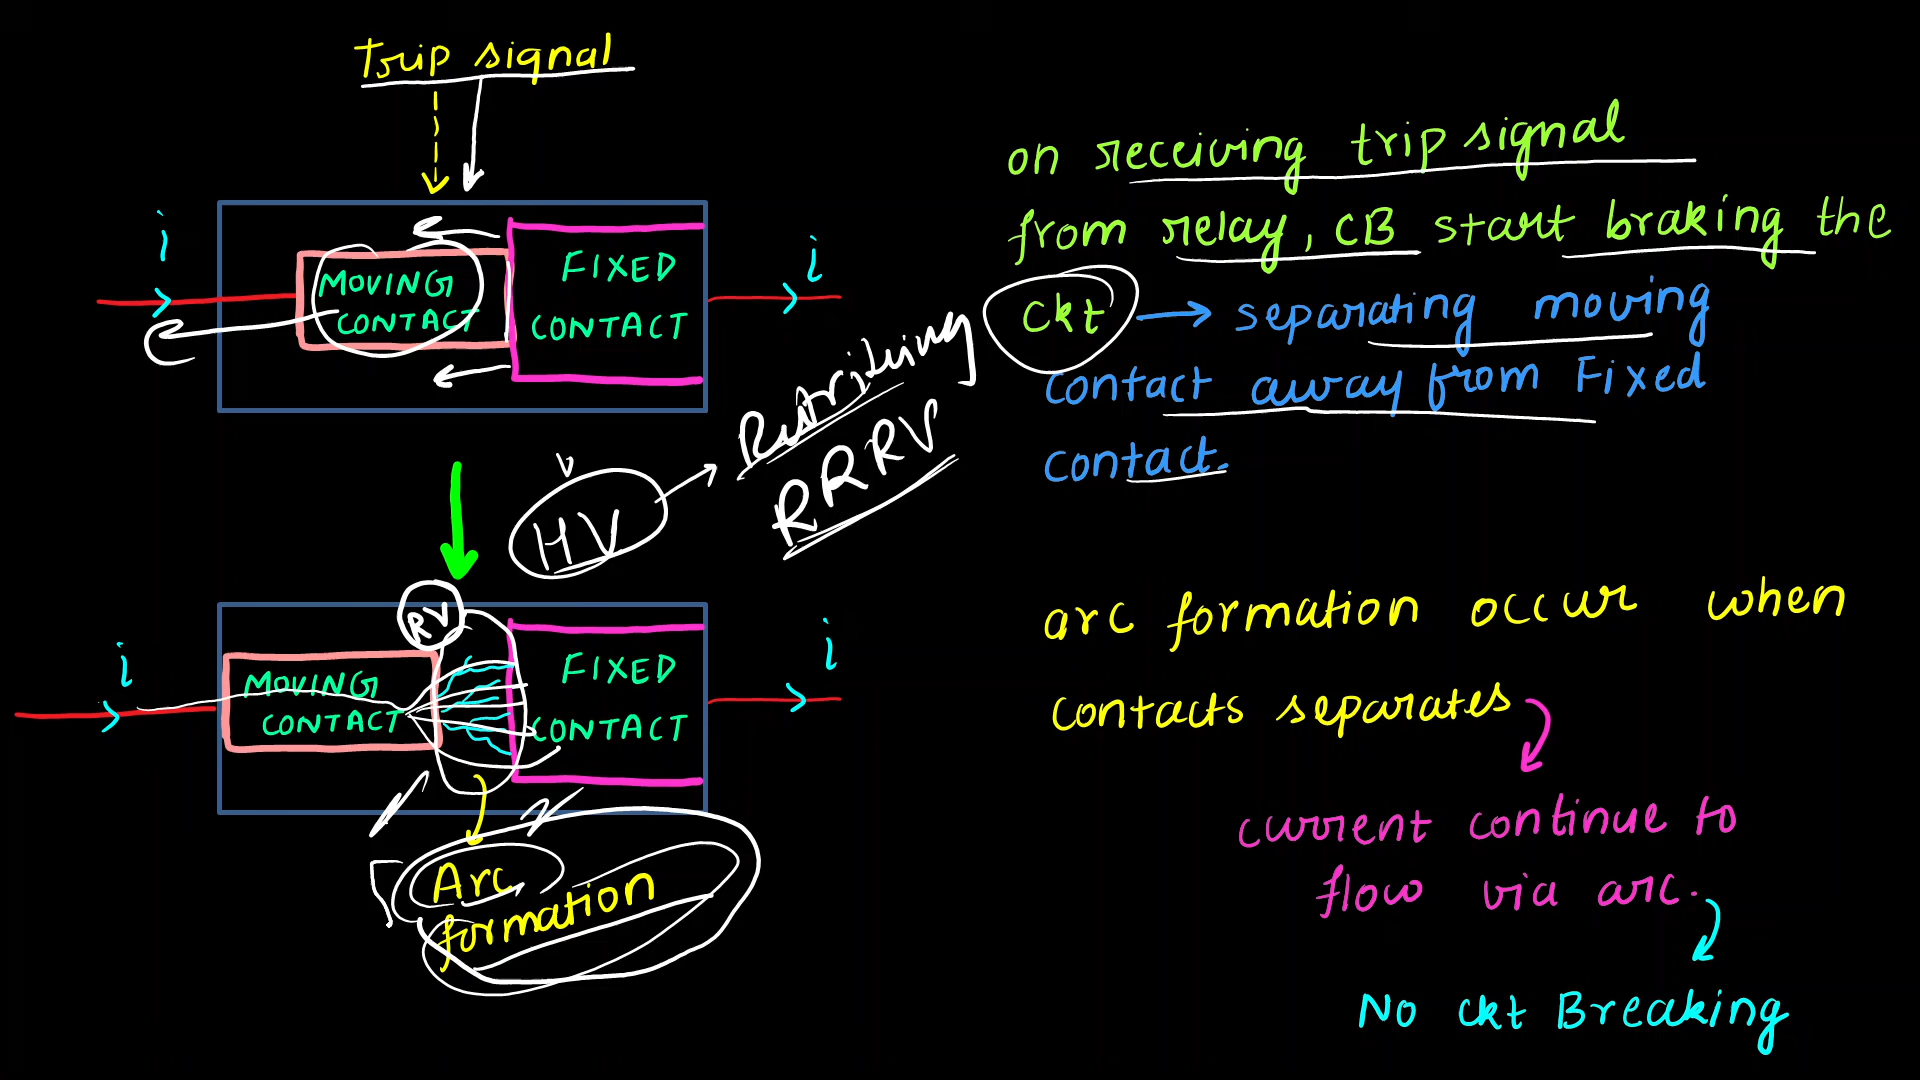 Trip signal
i
MOVING
CONTACT
FIXED
CONTACT
i
on receiving trip signal
from relay, CB start braking the
ckt → separating moving
contact away from Fixed
contact.
V
HV
RRRV
RV
i
MOVING
CONTACT
FIXED
CONTACT
i
Arc
formation
arc formation occur when
contacts separates
current continue to
flow via arc.
No ckt Breaking